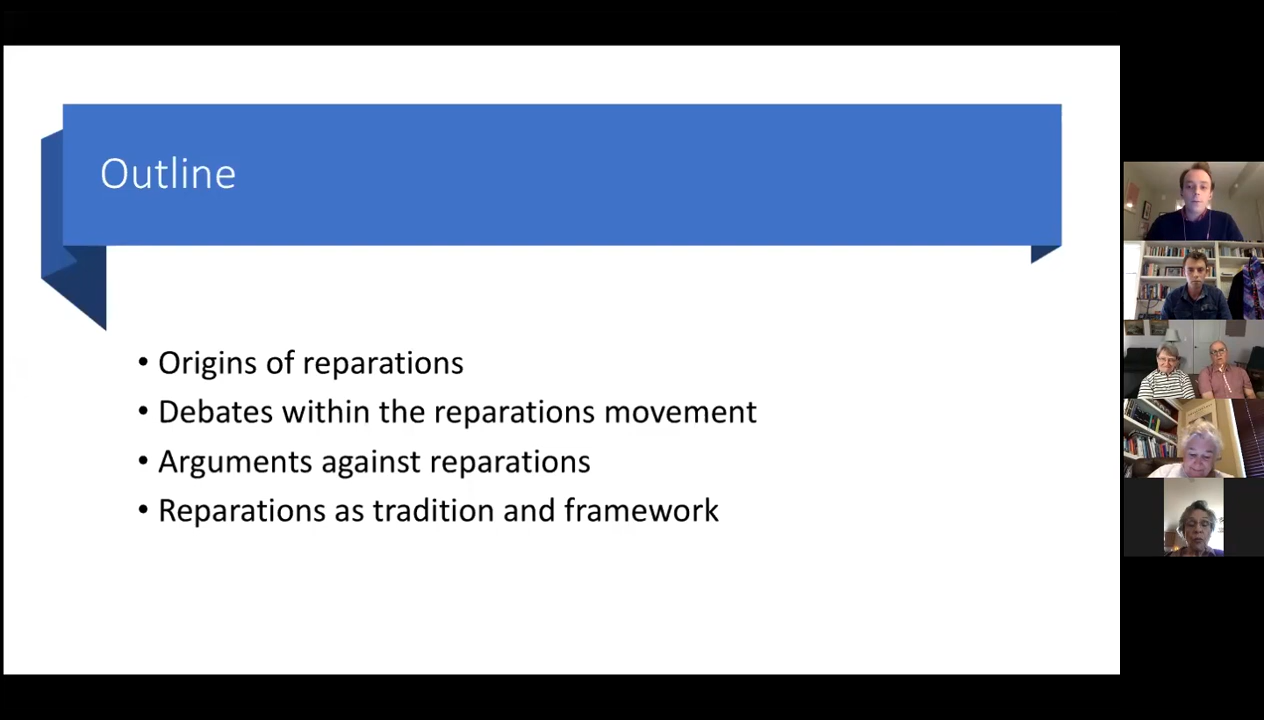 Outline
• Origins of reparations
• Debates within the reparations movement
• Arguments against reparations
• Reparations as tradition and framework